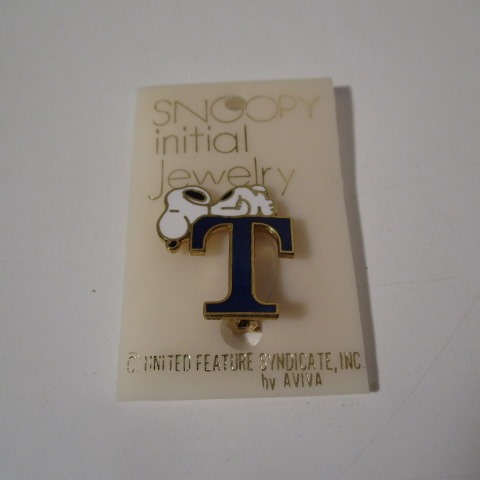 SNOOPY
initial
Jewelry
T
© UNITED FEATURE SYNDICATE, INC.
by AVIVA